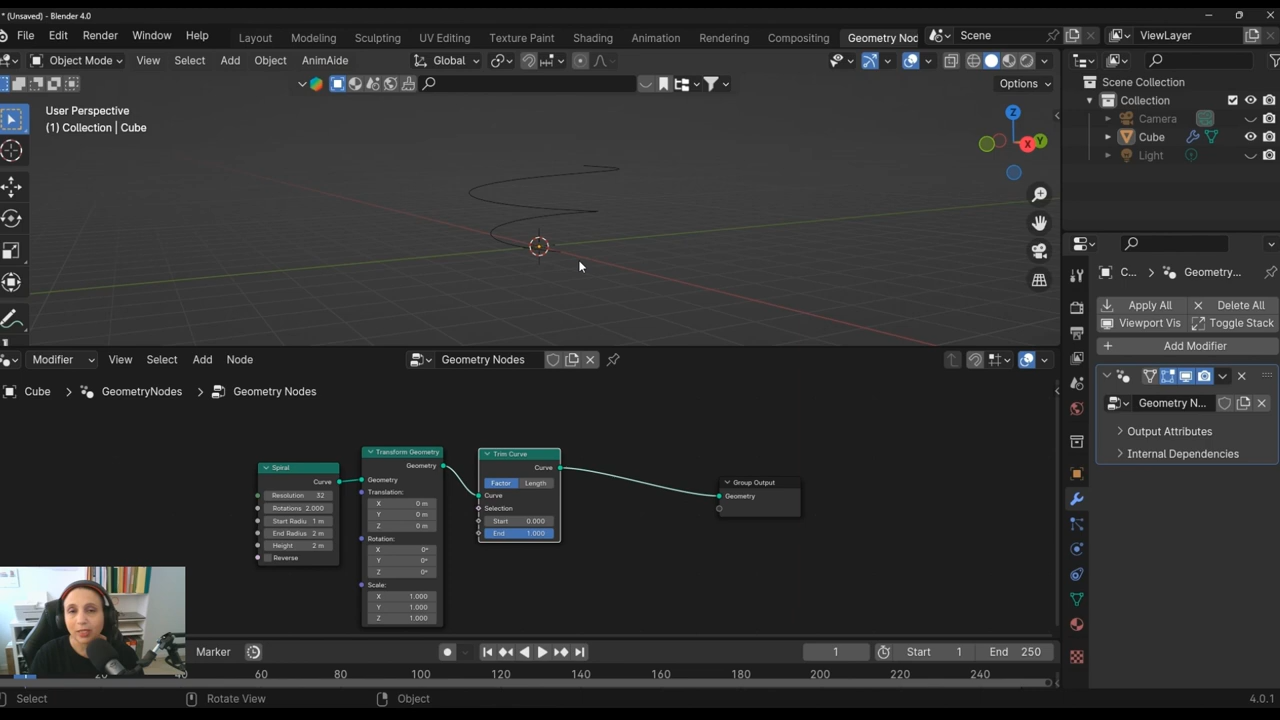 * (Unsaved) - Blender 4.0
File Edit Render Window Help Layout Modeling Sculpting UV Editing Texture Paint Shading Animation Rendering Compositing Geometry Nod Scene ViewLayer
Object Mode View Select Add Object AnimAide Global
Options
User Perspective
(1) Collection | Cube
Z
Y
X
Scene Collection
Collection
Camera
Cube
Light
C... Geometry...
Apply All Delete All
Viewport Vis Toggle Stack
Add Modifier
Geometry N...
Output Attributes
Internal Dependencies
Modifier View Select Add Node Geometry Nodes
Cube > GeometryNodes > Geometry Nodes
Spiral
Curve
Resolution 32
Rotations 2.000
Start Radiu 1 m
End Radius 2 m
Height 2 m
Reverse
Transform Geometry
Geometry
Geometry
Translation:
X 0 m
Y 0 m
Z 0 m
Rotation:
X 0°
Y 0°
Z 0°
Scale:
X 1.000
Y 1.000
Z 1.000
Trim Curve
Curve
Factor Length
Curve
Selection
Start 0.000
End 1.000
Group Output
Geometry
Marker 1 Start 1 End 250
20 40 60 80 100 120 140 160 180 200 220 240
Select Rotate View Object 4.0.1